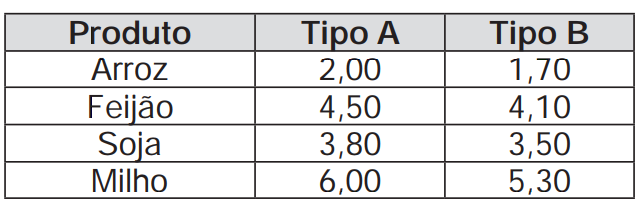 Produto Tipo A Tipo B
Arroz 2,00 1,70
Feijão 4,50 4,10
Soja 3,80 3,50
Milho 6,00 5,30